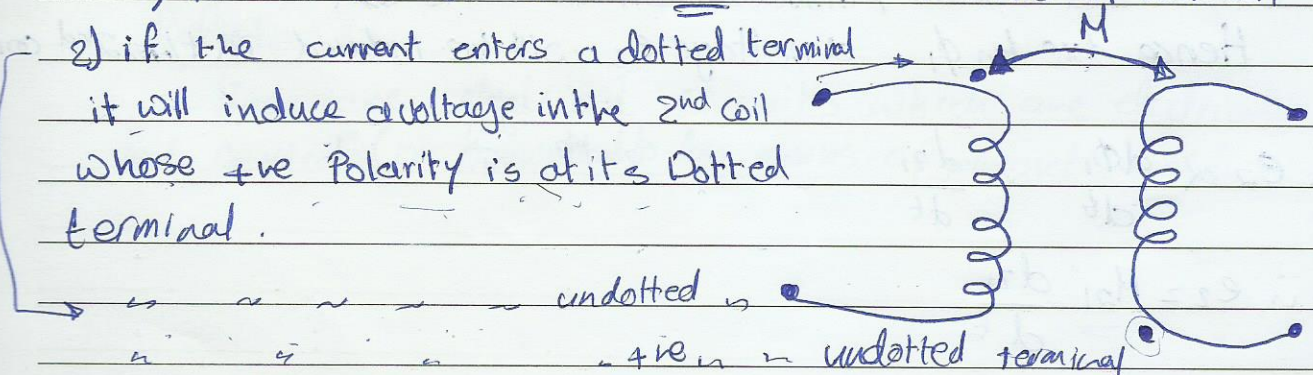 2) if the current enters a dotted terminal
M
it will induce a voltage in the 2nd coil
whose +ve Polarity is at its Dotted
terminal.
〃 〃 〃 〃 〃 undotted 〃
〃 〃 〃 〃 +ve 〃 〃 undotted terminal